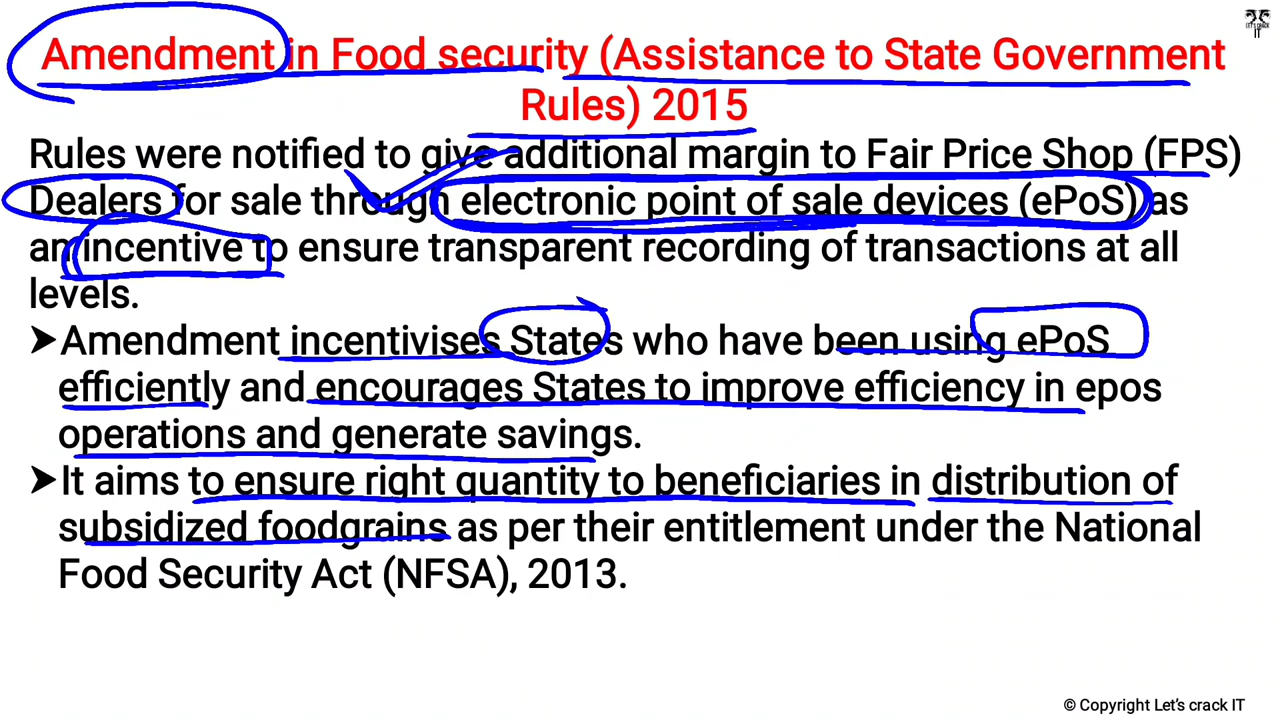 LET'S CRACK
IT
Amendment in Food security (Assistance to State Government
Rules) 2015
Rules were notified to give additional margin to Fair Price Shop (FPS)
Dealers for sale through electronic point of sale devices (ePoS) as
an incentive to ensure transparent recording of transactions at all
levels.
➤Amendment incentivises States who have been using ePoS
efficiently and encourages States to improve efficiency in epos
operations and generate savings.
➤It aims to ensure right quantity to beneficiaries in distribution of
subsidized foodgrains as per their entitlement under the National
Food Security Act (NFSA), 2013.
© Copyright Let's crack IT